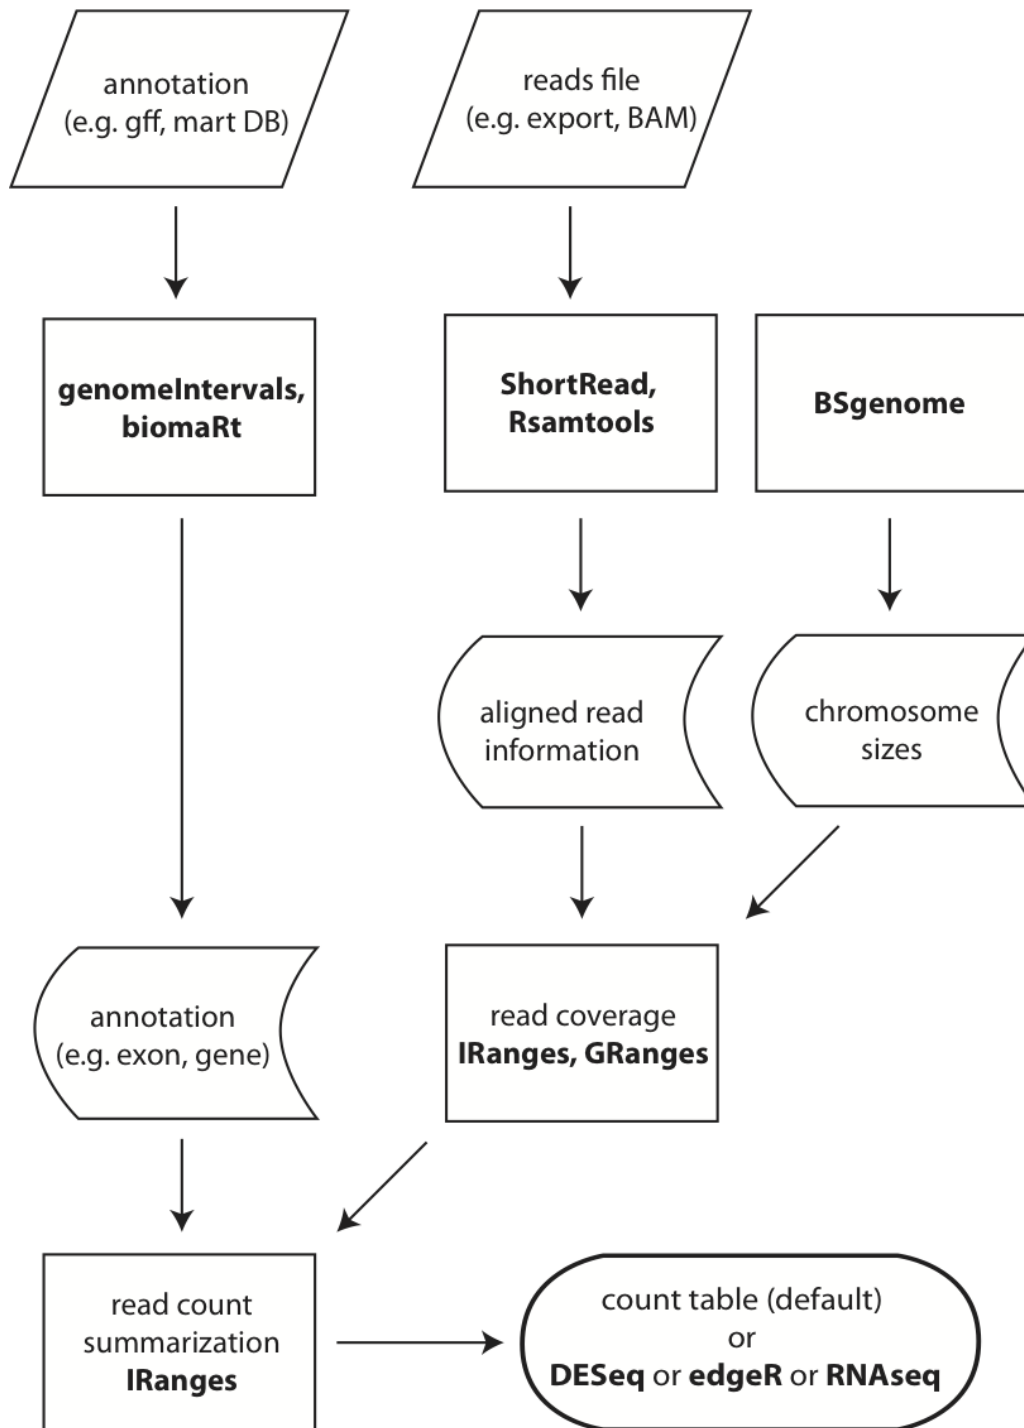 annotation
(e.g. gff, mart DB)
reads file
(e.g. export, BAM)
genomeIntervals,
biomaRt
ShortRead,
Rsamtools
BSgenome
aligned read
information
chromosome
sizes
annotation
(e.g. exon, gene)
read coverage
IRanges, GRanges
read count
summarization
IRanges
count table (default)
or
DESeq or edgeR or RNAseq